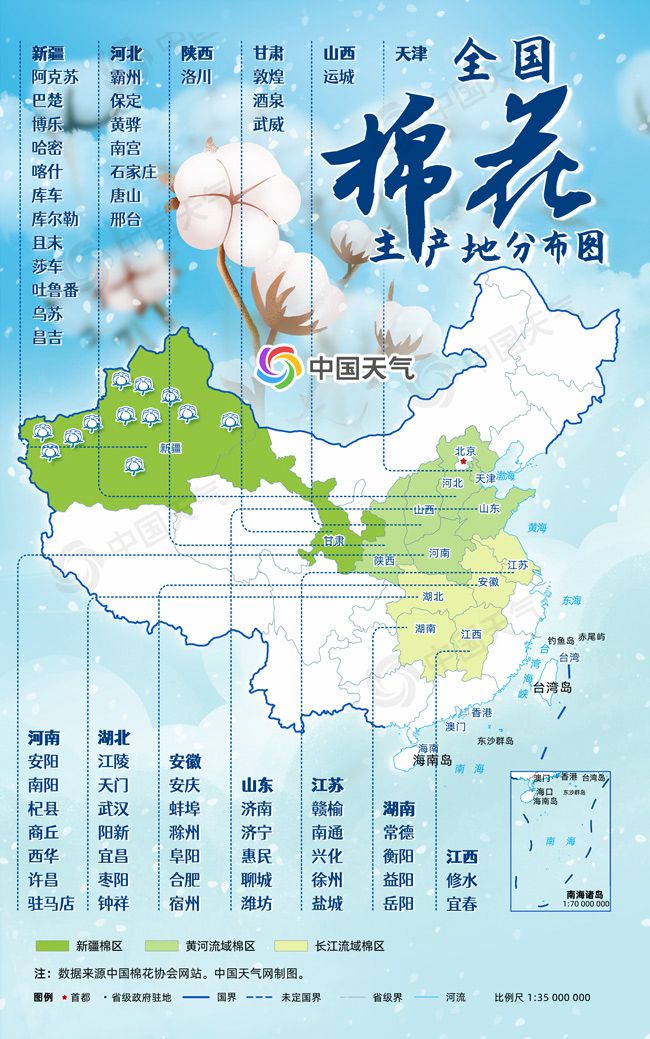 全国
棉花
主产地分布图
新疆
阿克苏
巴楚
博乐
哈密
喀什
库车
库尔勒
且末
莎车
吐鲁番
乌苏
昌吉
河北
霸州
保定
黄骅
南宫
石家庄
唐山
邢台
陕西
洛川
甘肃
敦煌
酒泉
武威
山西
运城
天津
中国天气
新疆
北京
天津
渤海
河北
山西
山东
黄海
甘肃
陕西
河南
江苏
安徽
湖北
东海
湖南
江西
钓鱼岛
赤尾屿
台湾
台湾海峡
台湾岛
香港
澳门
东沙群岛
海南
海南岛
南海
河南
安阳
南阳
杞县
商丘
西华
许昌
驻马店
湖北
江陵
天门
武汉
阳新
宜昌
枣阳
钟祥
安徽
安庆
蚌埠
滁州
阜阳
合肥
宿州
山东
济南
济宁
惠民
聊城
潍坊
江苏
赣榆
南通
兴化
徐州
盐城
湖南
常德
衡阳
益阳
岳阳
江西
修水
宜春
澳门 香港 台湾岛
海口 东沙群岛
海南岛
南 海
南海诸岛
1:70 000 000
新疆棉区 黄河流域棉区 长江流域棉区
注：数据来源中国棉花协会网站。中国天气网制图。
图例 首都 省级政府驻地 国界 未定国界 省级界 河流 比例尺 1:35 000 000